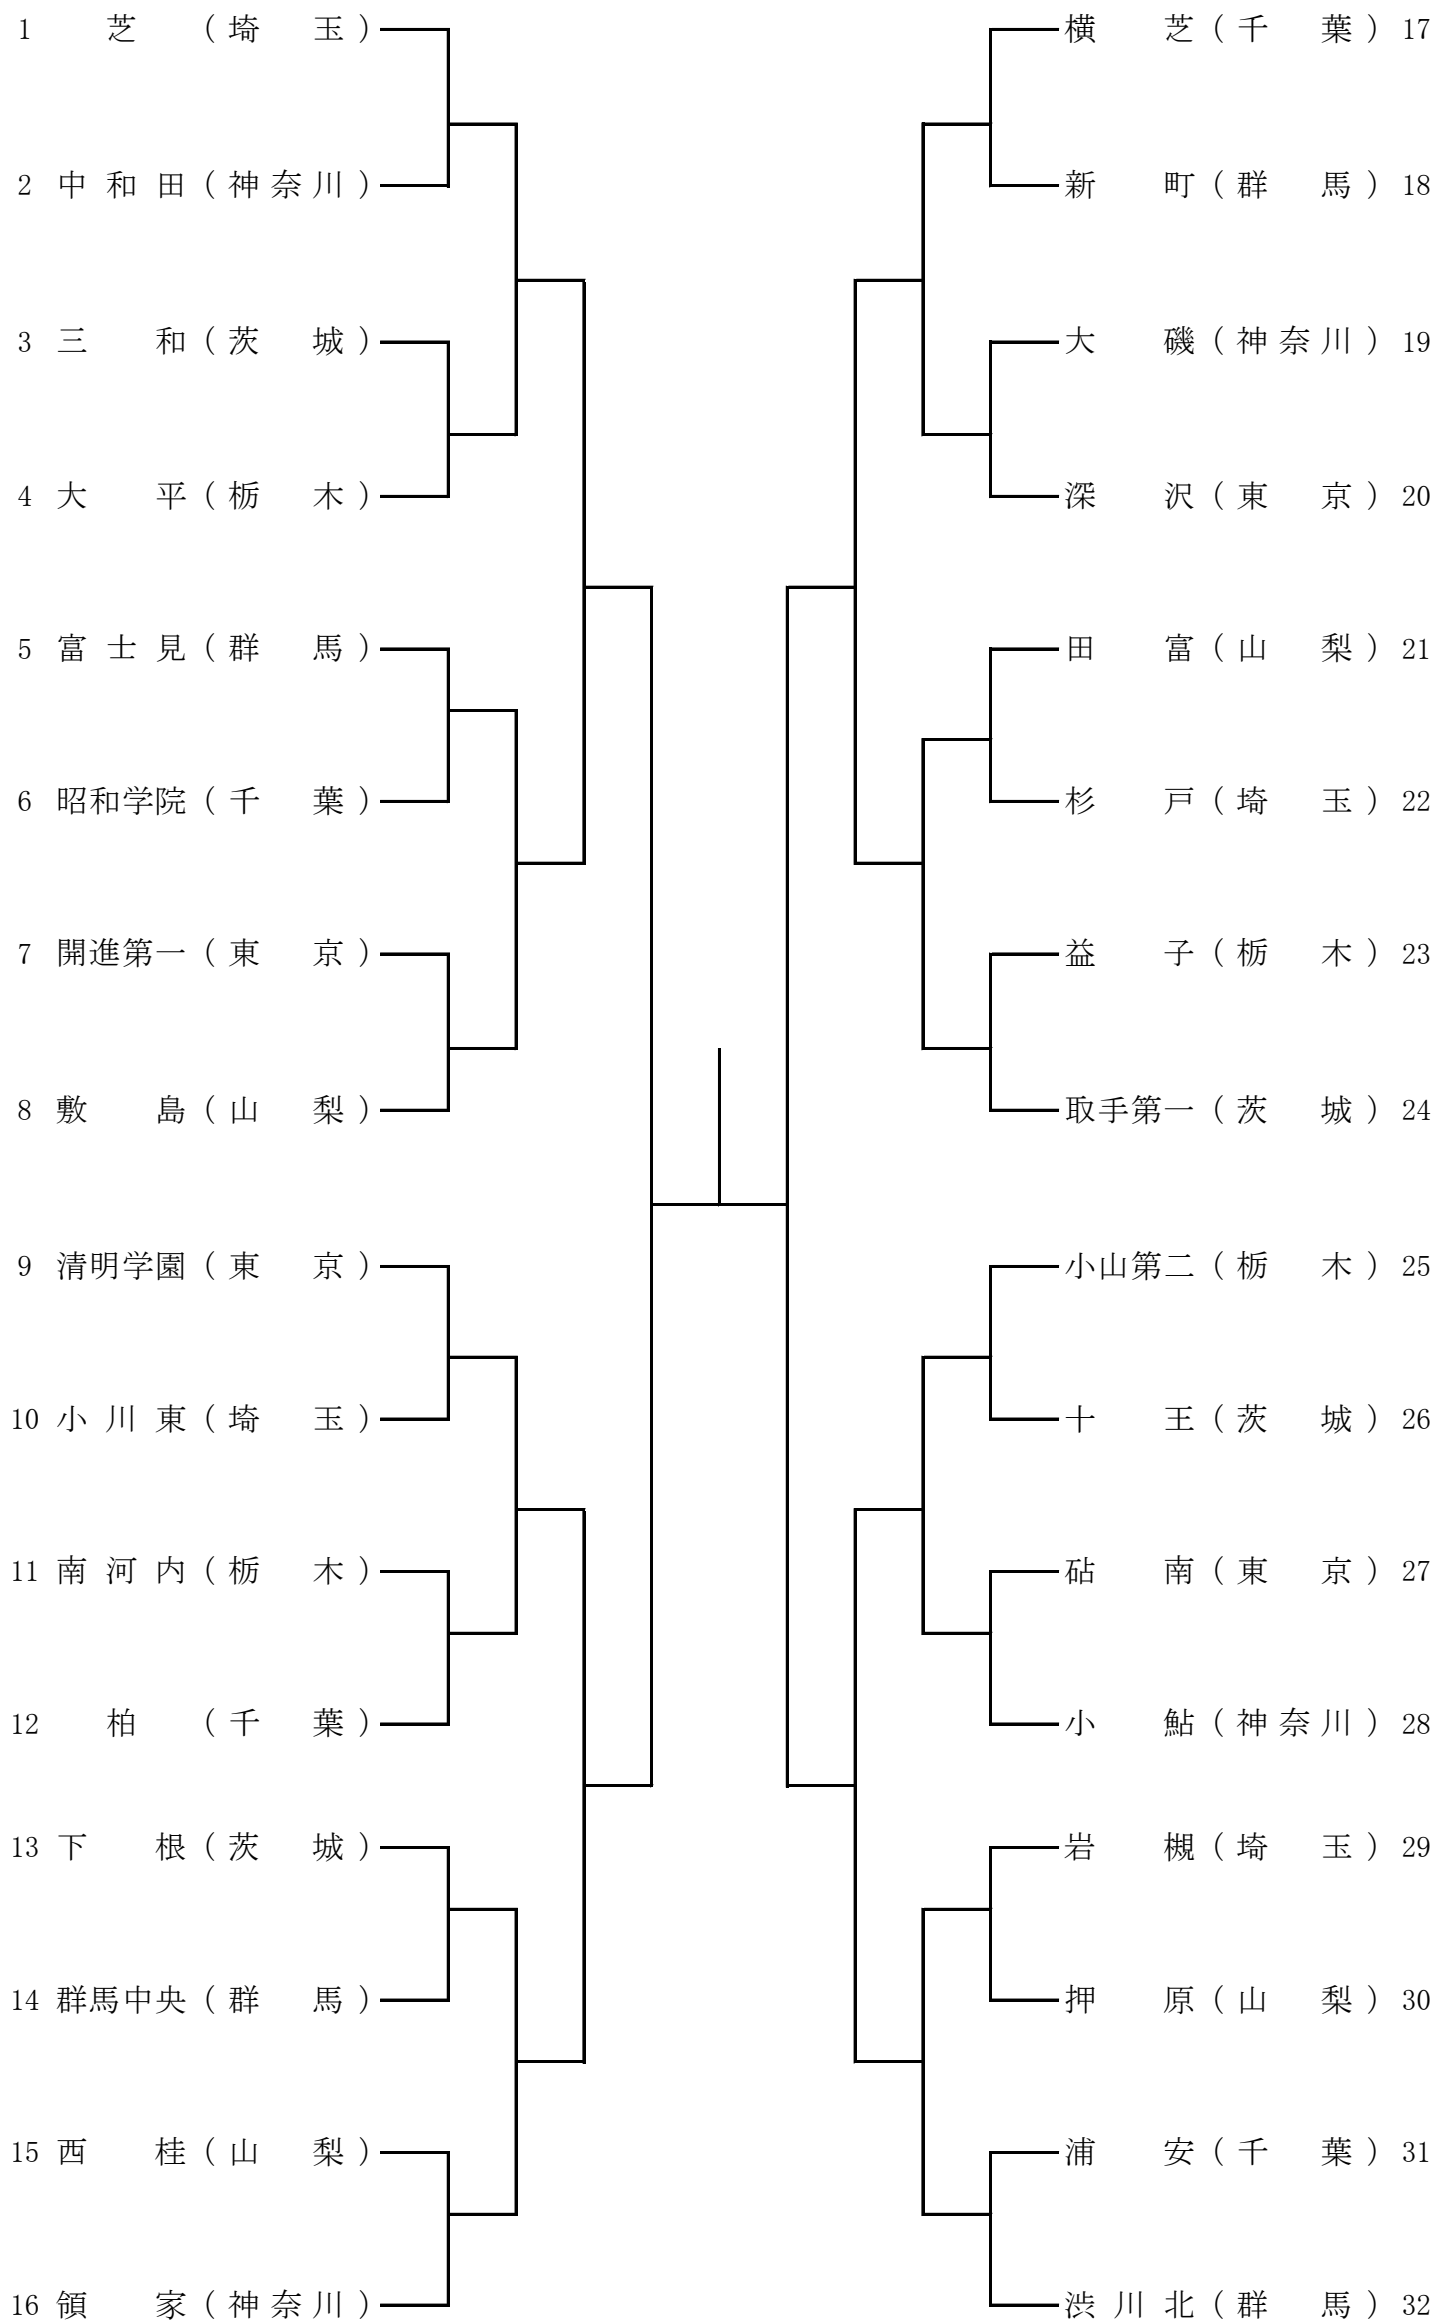 1 芝 (埼玉)
2 中和田(神奈川)
3 三和(茨城)
4 大平(栃木)
5 富士見(群馬)
6 昭和学院(千葉)
7 開進第一(東京)
8 敷島(山梨)
9 清明学園(東京)
10 小川東(埼玉)
11 南河内(栃木)
12 柏 (千葉)
13 下根(茨城)
14 群馬中央(群馬)
15 西桂(山梨)
16 領家(神奈川)
横芝(千葉) 17
新町(群馬) 18
大磯(神奈川) 19
深沢(東京) 20
田富(山梨) 21
杉戸(埼玉) 22
益子(栃木) 23
取手第一(茨城) 24
小山第二(栃木) 25
十王(茨城) 26
砧南(東京) 27
小鮎(神奈川) 28
岩槻(埼玉) 29
押原(山梨) 30
浦安(千葉) 31
渋川北(群馬) 32